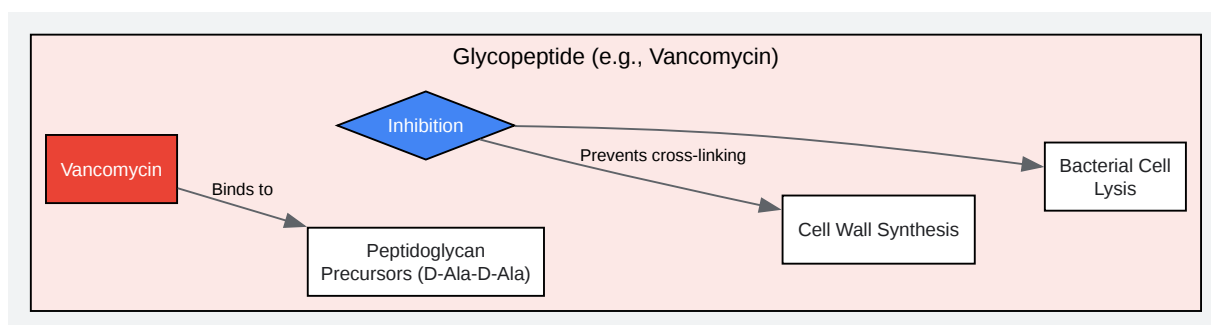 Glycopeptide (e.g., Vancomycin)
Vancomycin
Binds to
Peptidoglycan
Precursors (D-Ala-D-Ala)
Inhibition
Prevents cross-linking
Cell Wall Synthesis
Bacterial Cell
Lysis